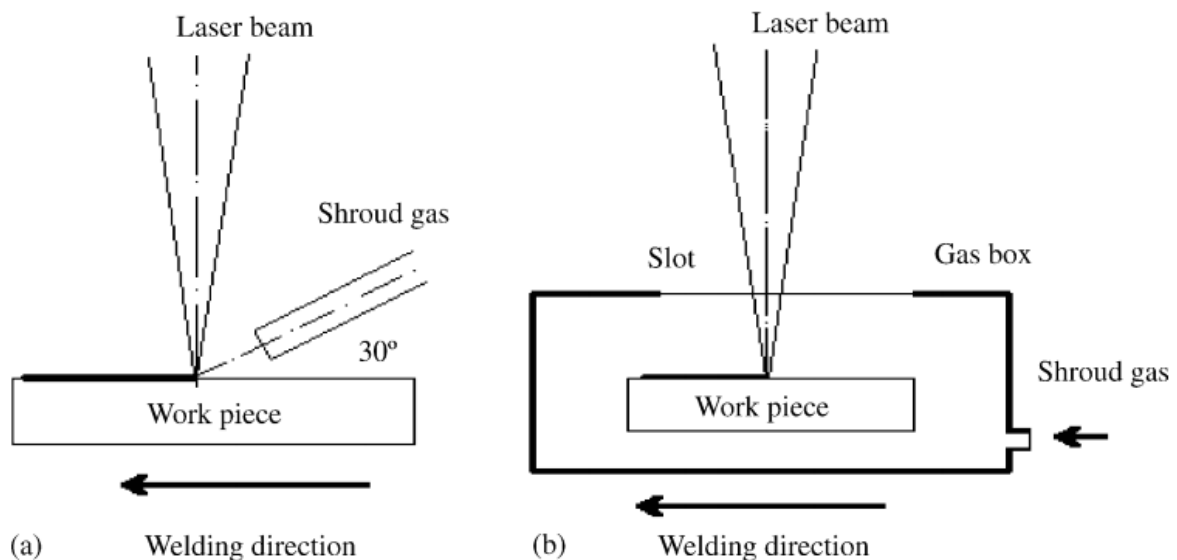 Laser beam
Shroud gas
30º
Work piece
(a)
Welding direction
Laser beam
Slot
Gas box
Shroud gas
Work piece
(b)
Welding direction